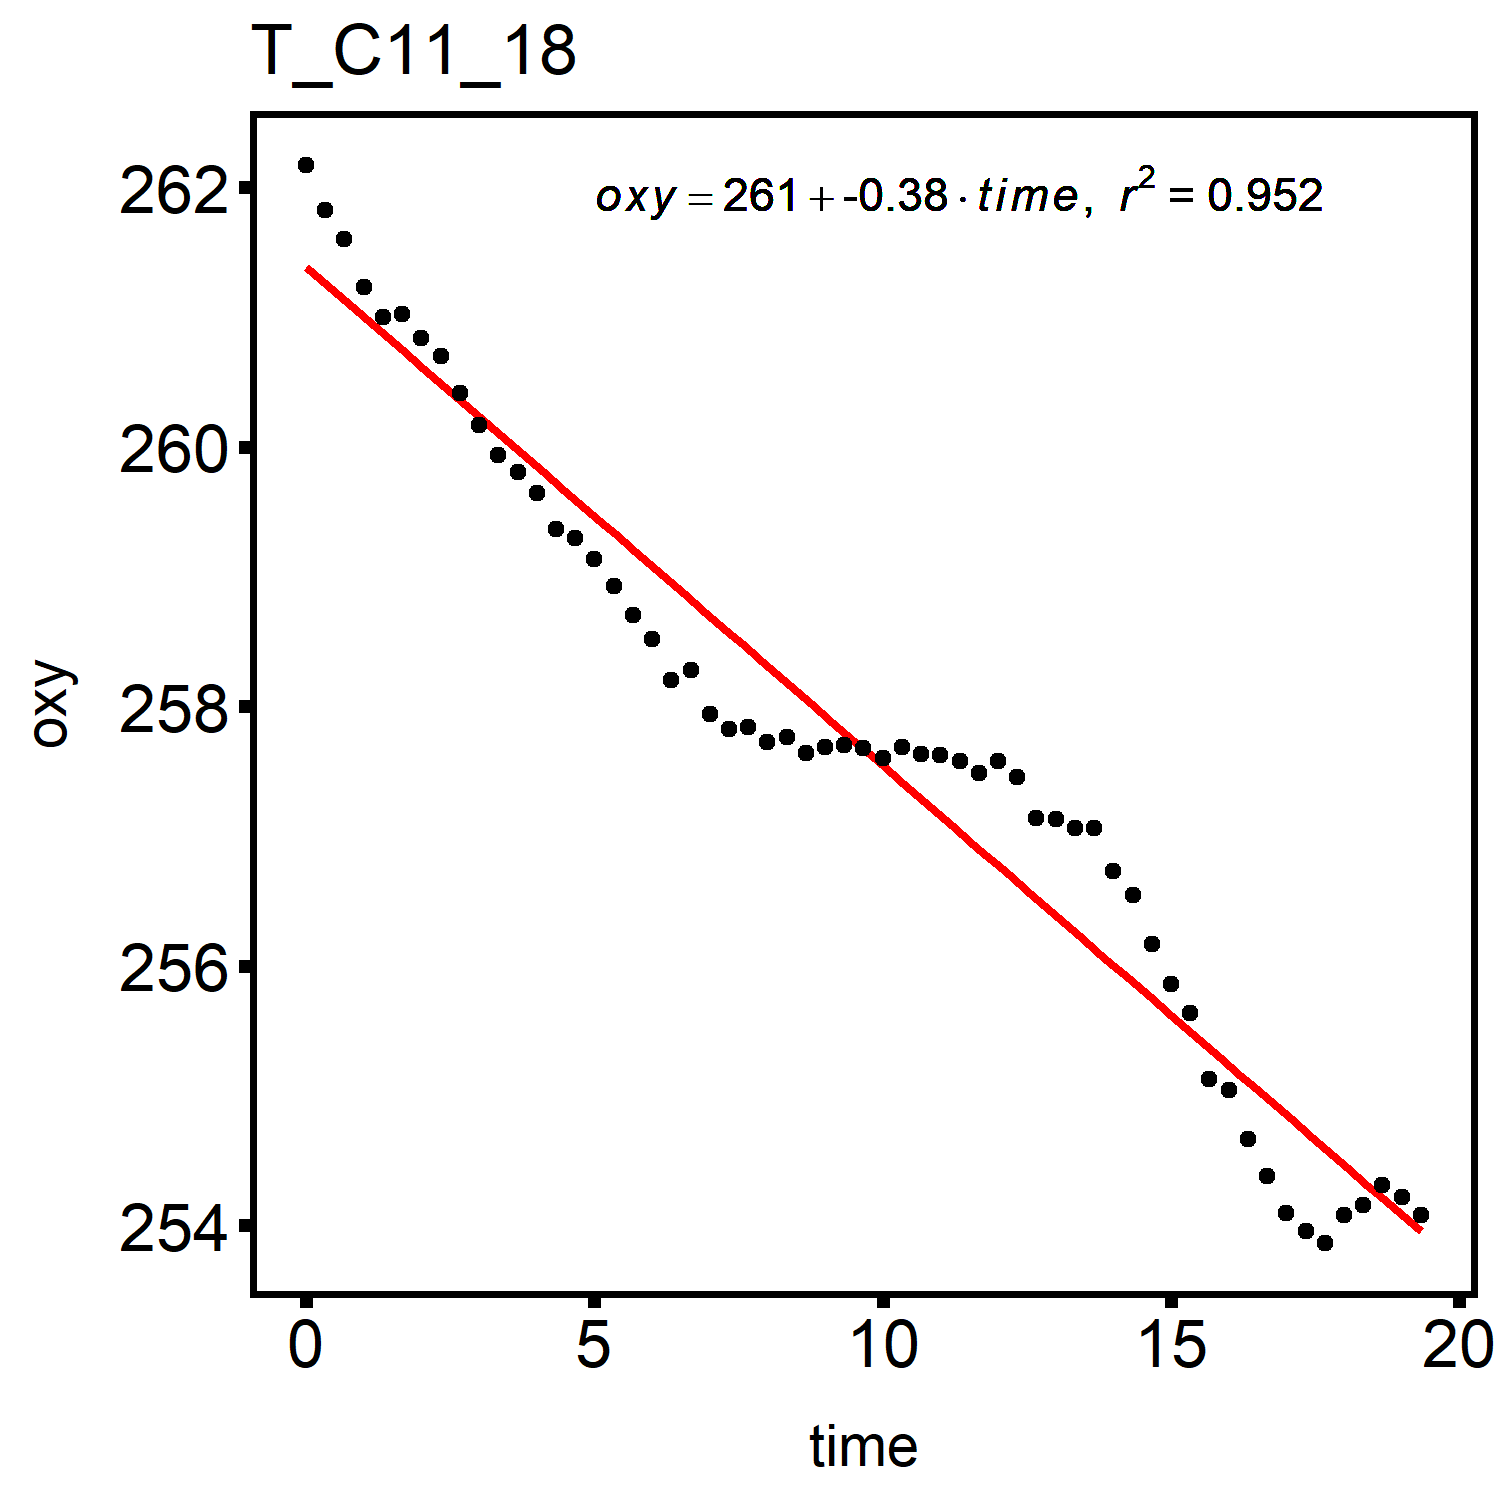 T_C11_18
oxy = 261 + -0.38 · time, r² = 0.952
262
260
258
256
254
oxy
0 5 10 15 20
time